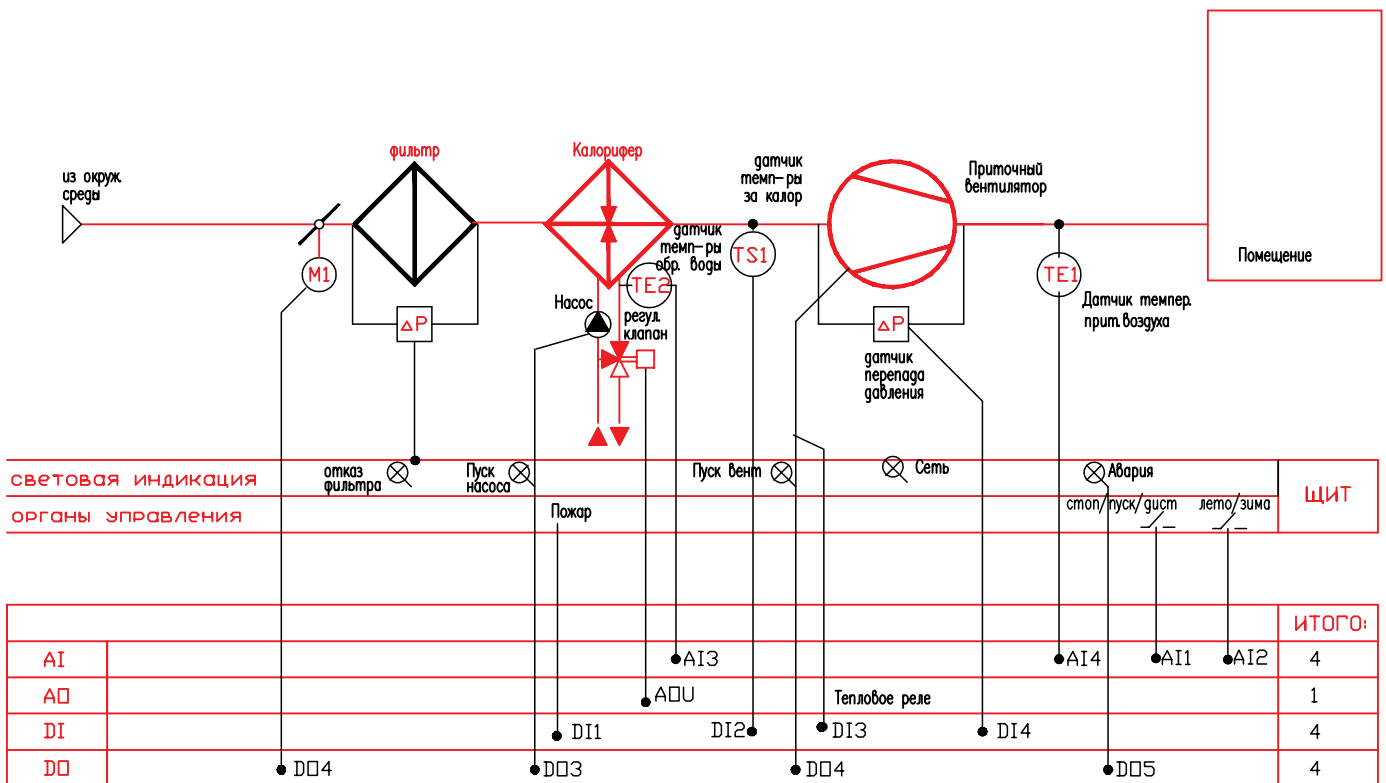 из окруж.
среды
фильтр
Калорифер
датчик
темп-ры
за калор
Приточный
вентилятор
Помещение
M1
ΔP
датчик
темп-ры
обр. воды
TE2
TS1
TE1
Насос
регул.
клапан
ΔP
датчик
перепада
давления
Датчик темпер.
прит.воздуха
световая индикация
отказ
фильтра
Пуск
насоса
Пуск вент
Сеть
Авария
ЩИТ
органы управления
Пожар
стоп/пуск/дист
лето/зима
ИТОГО:
AI
AI3
AI4
AI1
AI2
4
AO
AOU
Тепловое реле
1
DI
DI1
DI2
DI3
DI4
4
DO
DO4
DO3
DO4
DO5
4